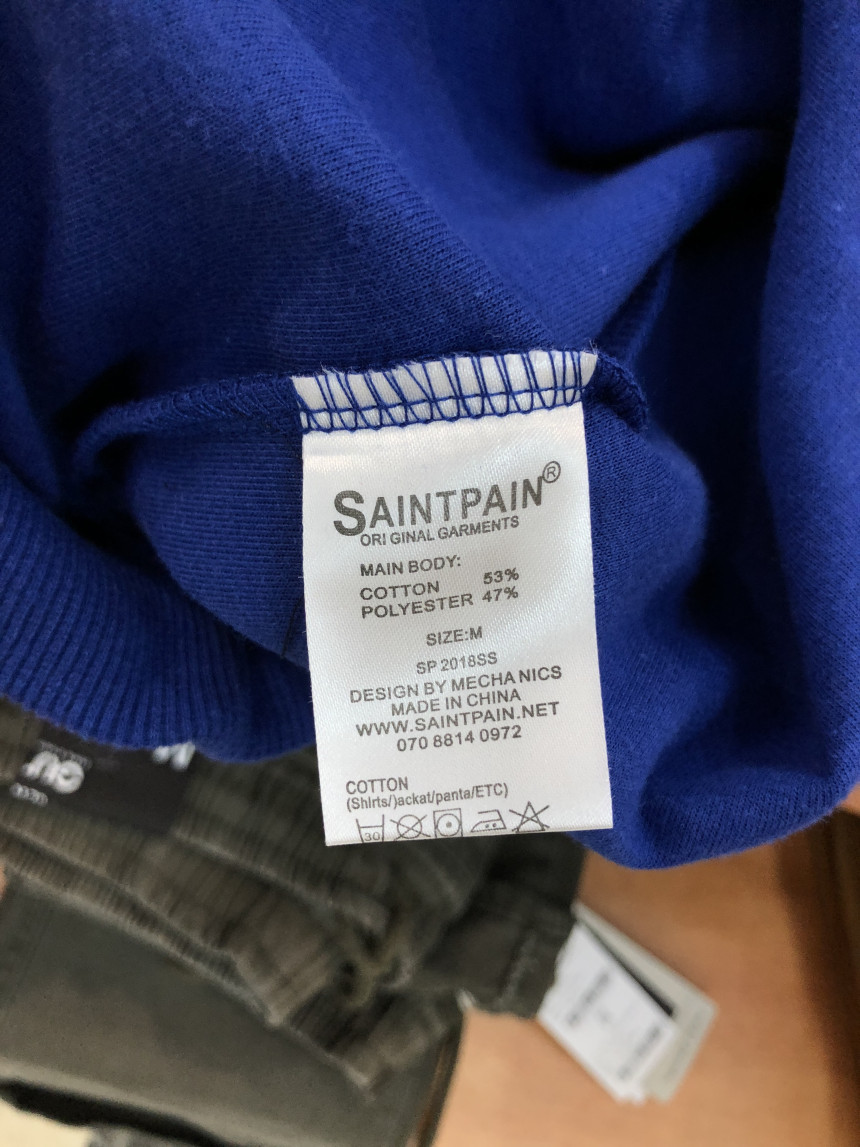 SAINTPAIN®
ORI GINAL GARMENTS
MAIN BODY:
COTTON 53%
POLYESTER 47%
SIZE:M
SP 2018SS
DESIGN BY MECHA NICS
MADE IN CHINA
WWW.SAINTPAIN.NET
070 8814 0972
COTTON
(Shlrts/)ackat/panta/ETC)
30